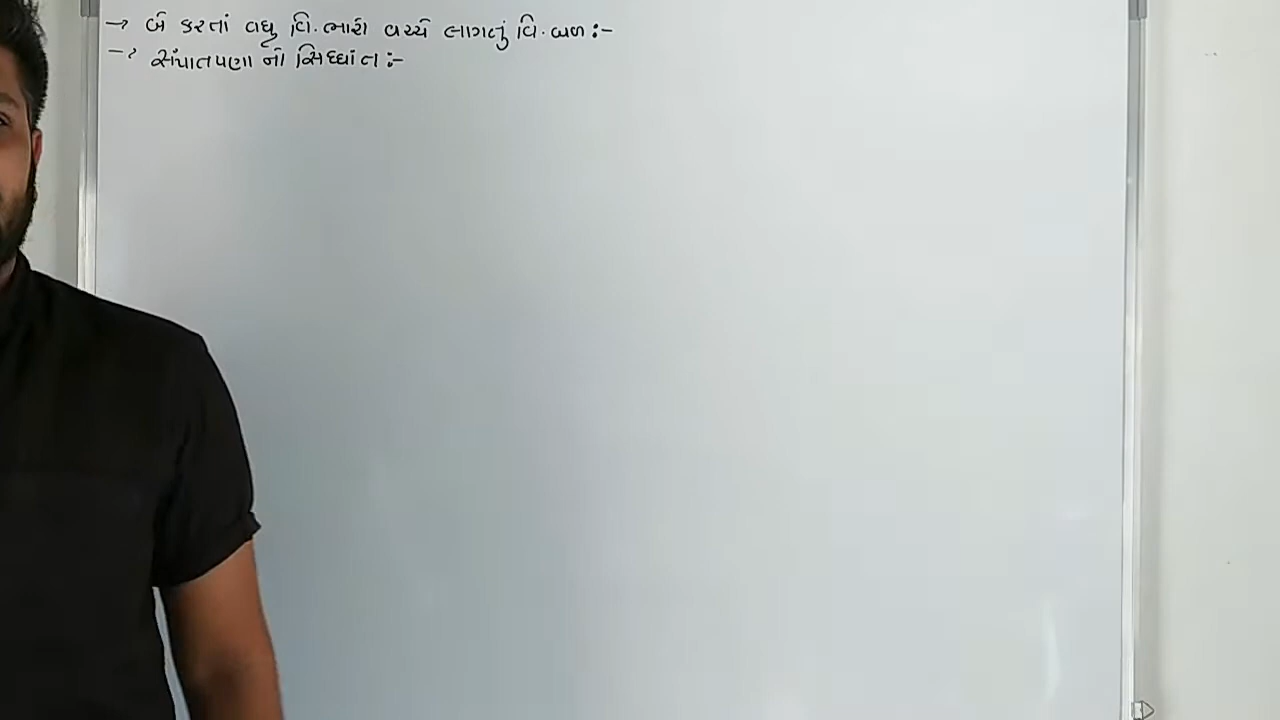 → બે કરતાં વધુ વિ.ભારો વચ્ચે લાગતું વિ.બળ :-
→ સંપાતપણા નો સિધ્ધાંત :-